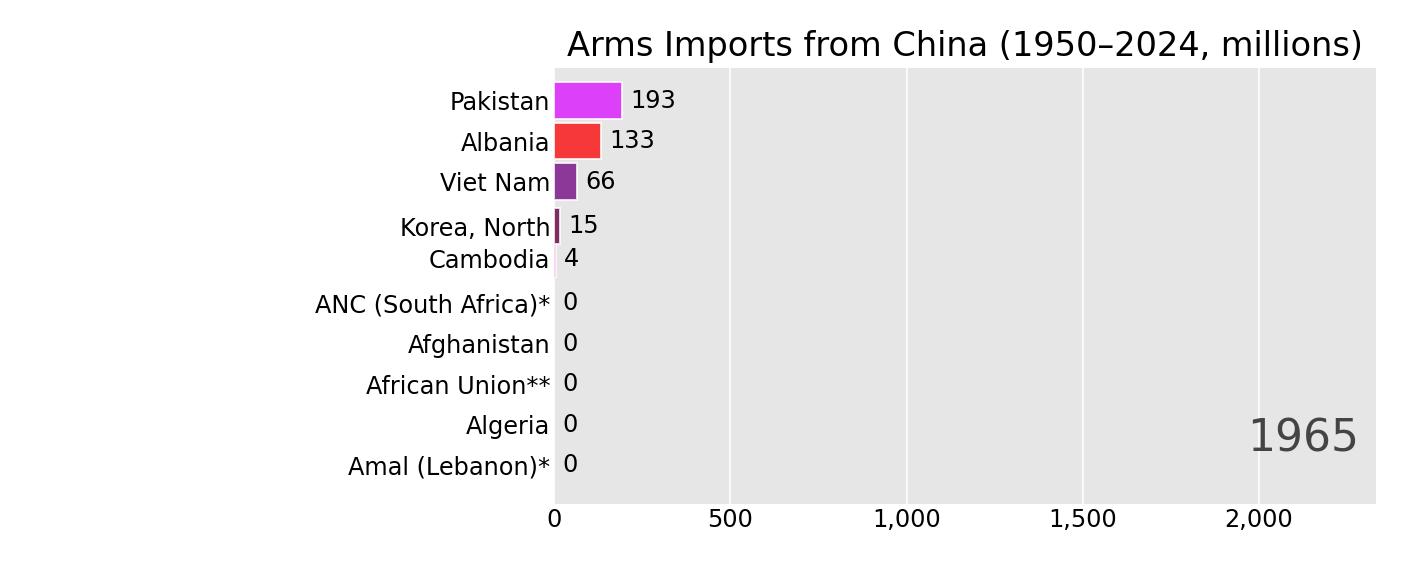 Arms Imports from China (1950–2024, millions)
Pakistan 193
Albania 133
Viet Nam 66
Korea, North 15
Cambodia 4
ANC (South Africa)* 0
Afghanistan 0
African Union** 0
Algeria 0
Amal (Lebanon)* 0
1965
0 500 1,000 1,500 2,000